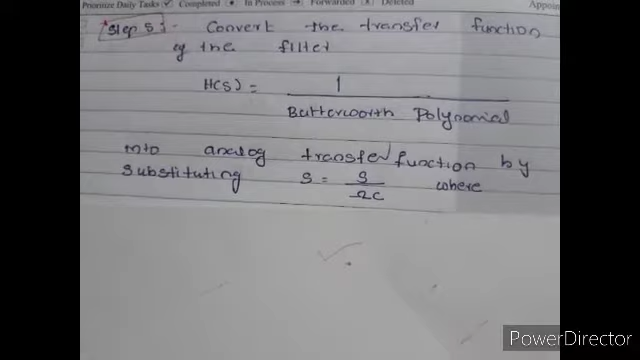 Prioritize Daily Tasks Completed In Process Forwarded Deleted Appoin
Step 5:- Convert the transfer function
of the filter
H(s) = 1
Butterworth Polynomial
into analog transfer function by
substituting s = s / Ωc where
PowerDirector